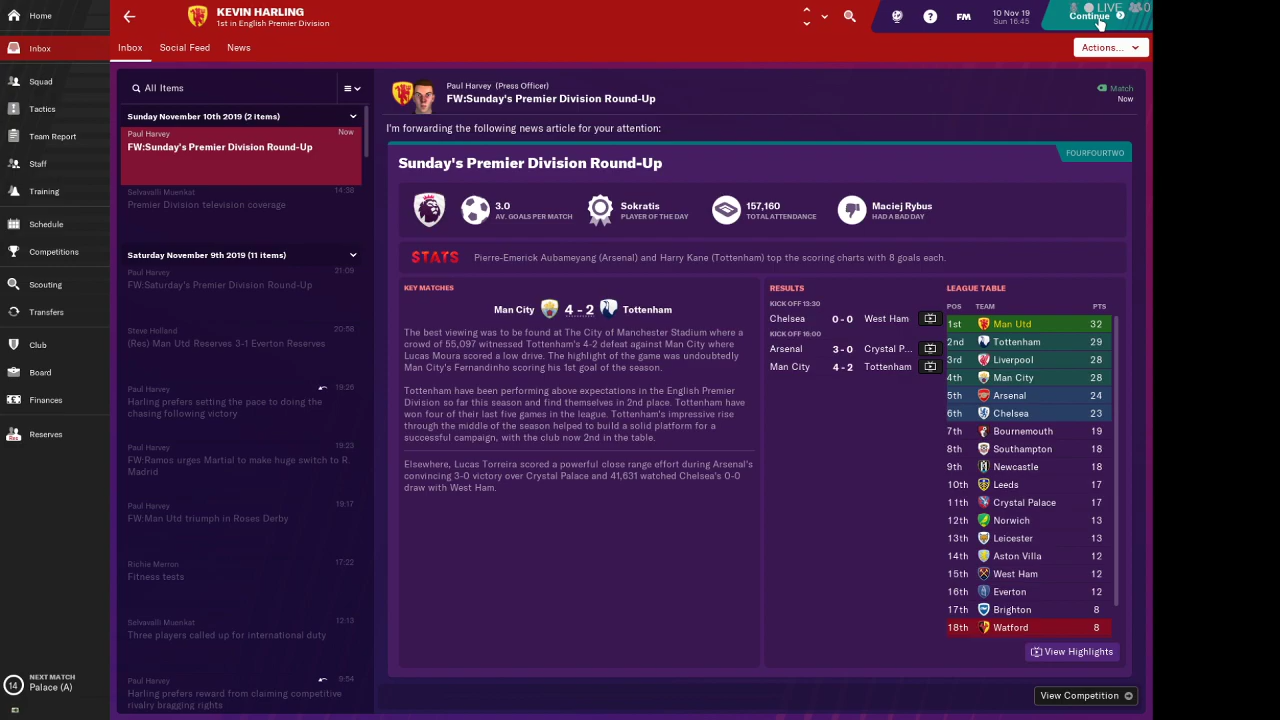 KEVIN HARLING
1st in English Premier Division
FM
10 Nov 19
Sun 16:45
LIVE 0
Continue
Home
Inbox
Squad
Tactics
Team Report
Staff
Training
Schedule
Competitions
Scouting
Transfers
Club
Board
Finances
Res
Reserves
14
NEXT MATCH
Palace (A)
Inbox Social Feed News
Actions...
All Items
Sunday November 10th 2019 (2 items)
Paul Harvey Now
FW:Sunday's Premier Division Round-Up
Selvavalli Muenkat 14:38
Premier Division television coverage
Saturday November 9th 2019 (11 items)
Paul Harvey 21:09
FW:Saturday's Premier Division Round-Up
Steve Holland 20:58
(Res) Man Utd Reserves 3-1 Everton Reserves
Paul Harvey 19:26
Harling prefers setting the pace to doing the
chasing following victory
Paul Harvey 19:23
FW:Ramos urges Martial to make huge switch to R.
Madrid
Paul Harvey 19:17
FW:Man Utd triumph in Roses Derby
Richie Merron 17:22
Fitness tests
Selvavalli Muenkat 12:13
Three players called up for international duty
Paul Harvey 9:54
Harling prefers reward from claiming competitive
rivalry bragging rights
Paul Harvey (Press Officer)
FW:Sunday's Premier Division Round-Up
Match
Now
I'm forwarding the following news article for your attention:
Sunday's Premier Division Round-Up
FOURFOURTWO
3.0
AV. GOALS PER MATCH
Sokratis
PLAYER OF THE DAY
157,160
TOTAL ATTENDANCE
Maciej Rybus
HAD A BAD DAY
STATS
Pierre-Emerick Aubameyang (Arsenal) and Harry Kane (Tottenham) top the scoring charts with 8 goals each.
KEY MATCHES
Man City 4 - 2 Tottenham
The best viewing was to be found at The City of Manchester Stadium where a
crowd of 55,097 witnessed Tottenham's 4-2 defeat against Man City where
Lucas Moura scored a low drive. The highlight of the game was undoubtedly
Man City's Fernandinho scoring his 1st goal of the season.
Tottenham have been performing above expectations in the English Premier
Division so far this season and find themselves in 2nd place. Tottenham have
won four of their last five games in the league. Tottenham's impressive rise
through the middle of the season helped to build a solid platform for a
successful campaign, with the club now 2nd in the table.
Elsewhere, Lucas Torreira scored a powerful close range effort during Arsenal's
convincing 3-0 victory over Crystal Palace and 41,631 watched Chelsea's 0-0
draw with West Ham.
RESULTS
KICK OFF 13:30
Chelsea 0 - 0 West Ham
KICK OFF 16:00
Arsenal 3 - 0 Crystal P...
Man City 4 - 2 Tottenham
LEAGUE TABLE
POS TEAM PTS
1st Man Utd 32
2nd Tottenham 29
3rd Liverpool 28
4th Man City 28
5th Arsenal 24
6th Chelsea 23
7th Bournemouth 19
8th Southampton 18
9th Newcastle 18
10th Leeds 17
11th Crystal Palace 17
12th Norwich 13
13th Leicester 13
14th Aston Villa 12
15th West Ham 12
16th Everton 12
17th Brighton 8
18th Watford 8
View Highlights
View Competition